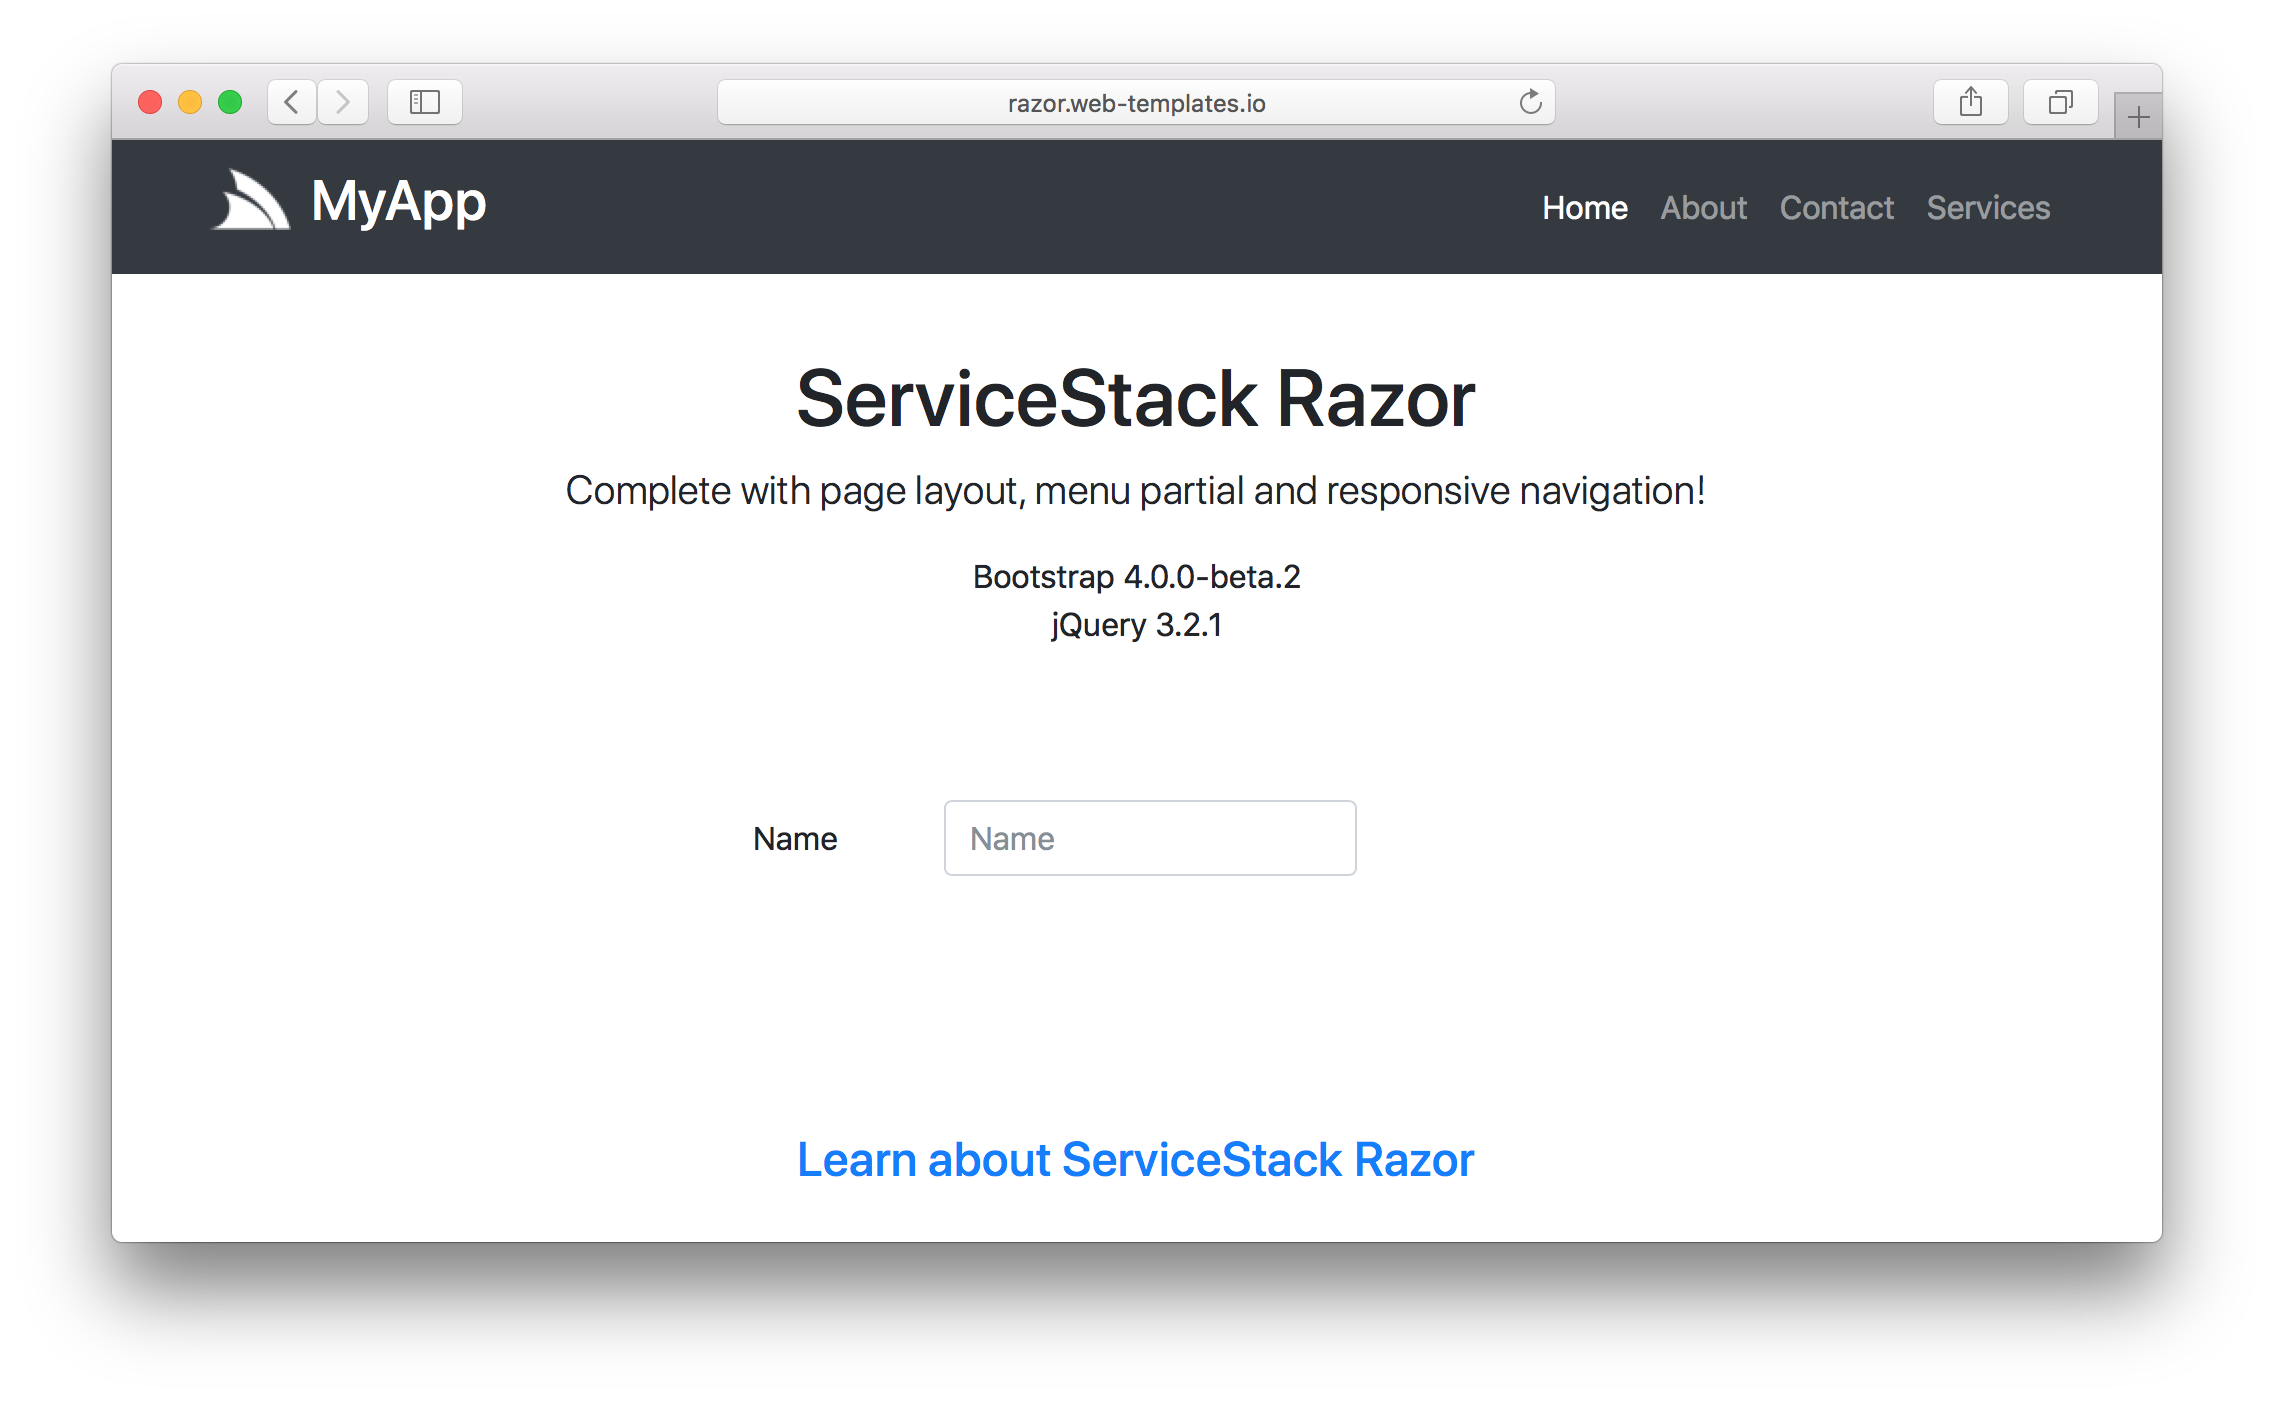 razor.web-templates.io
MyApp
Home About Contact Services
ServiceStack Razor
Complete with page layout, menu partial and responsive navigation!
Bootstrap 4.0.0-beta.2
jQuery 3.2.1
Name Name
Learn about ServiceStack Razor